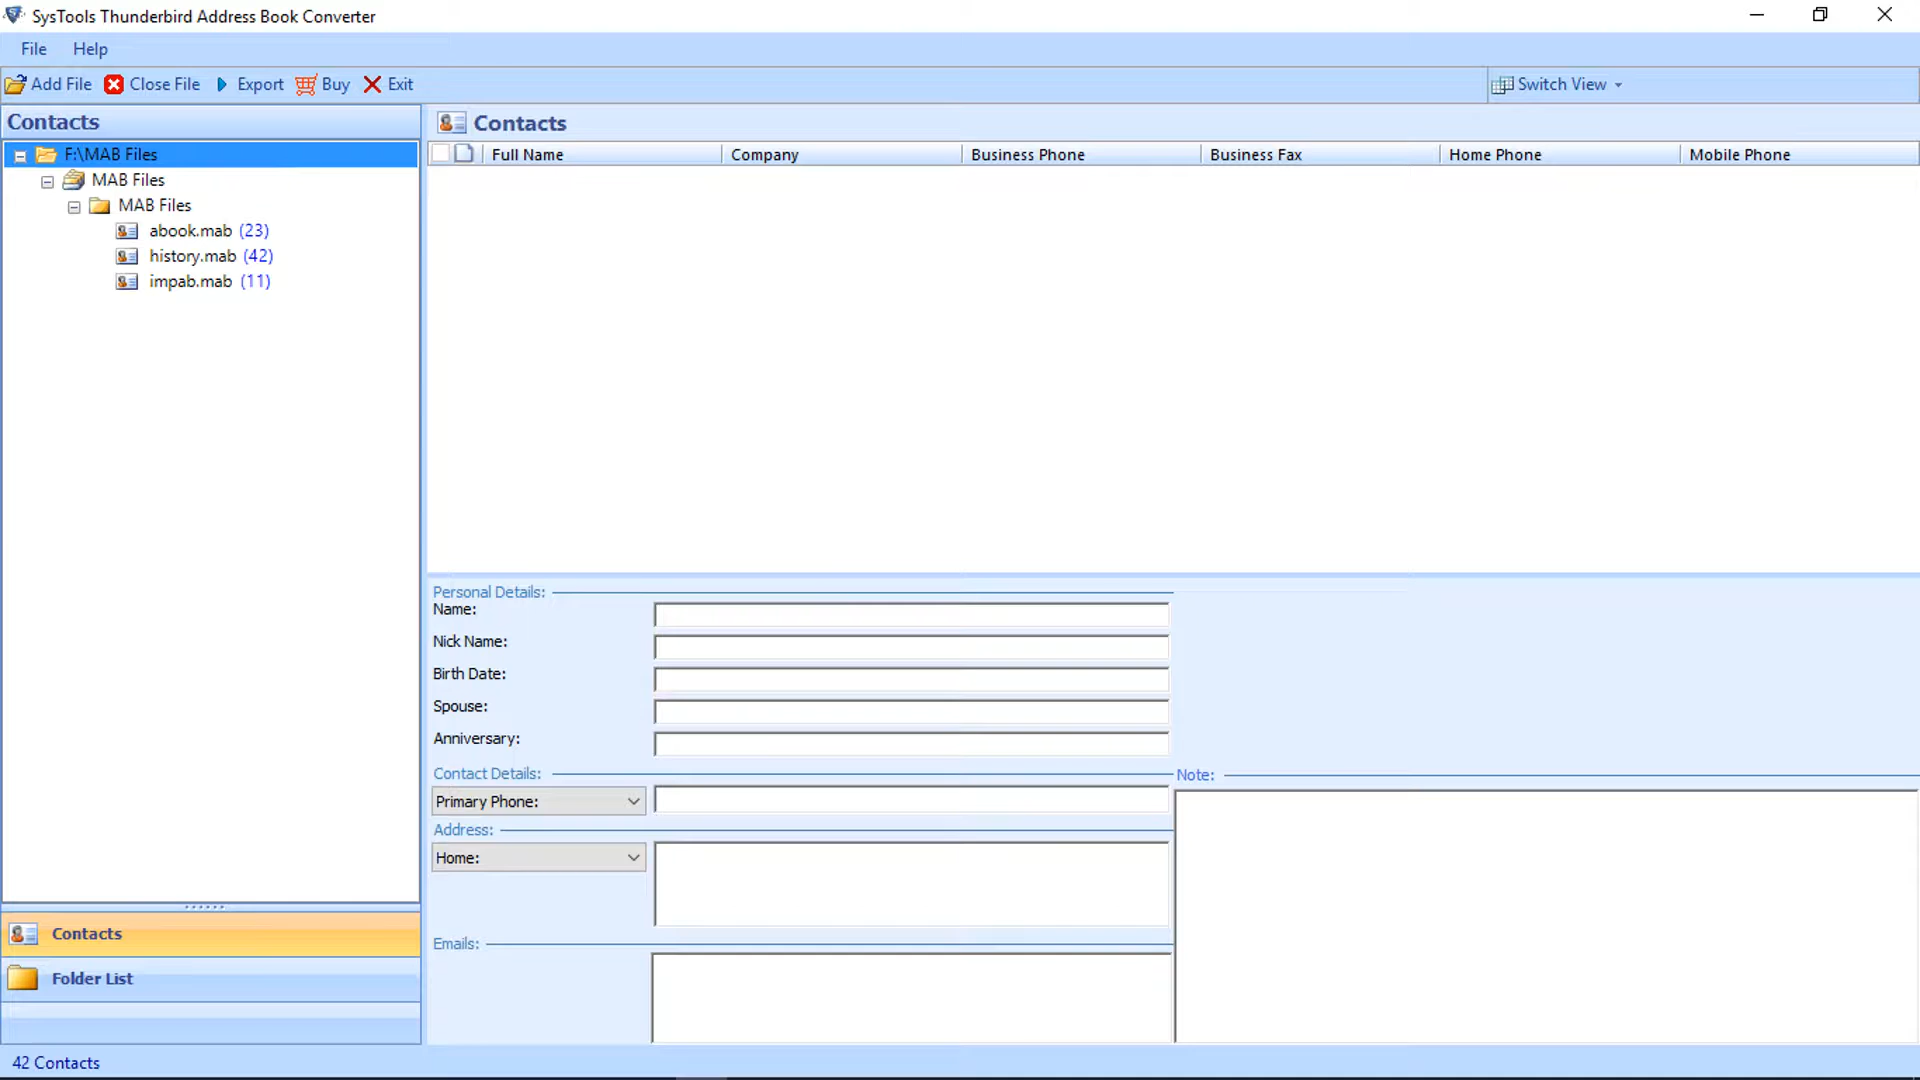 SysTools Thunderbird Address Book Converter
File Help
Add File Close File Export Buy Exit Switch View
Contacts
F:\MAB Files
MAB Files
MAB Files
abook.mab (23)
history.mab (42)
impab.mab (11)
Contacts
Folder List
Contacts
Full Name Company Business Phone Business Fax Home Phone Mobile Phone
Personal Details:
Name:
Nick Name:
Birth Date:
Spouse:
Anniversary:
Contact Details:
Primary Phone:
Address:
Home:
Emails:
Note:
42 Contacts